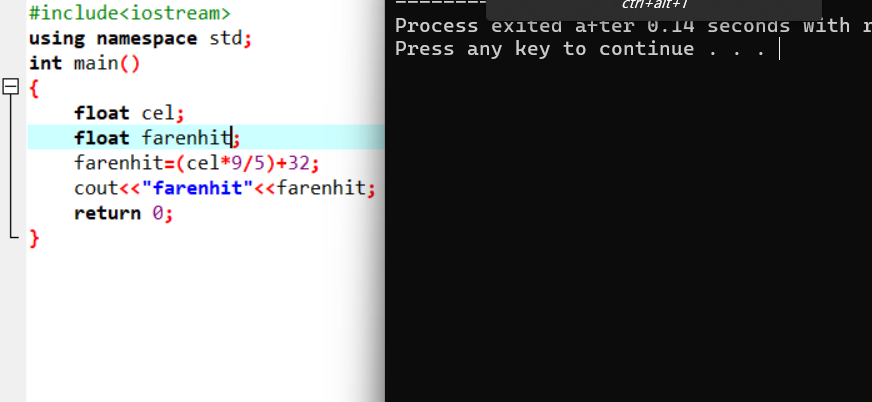 #include<iostream>
using namespace std;
int main()
{
float cel;
float farenhit;
farenhit=(cel*9/5)+32;
cout<<"farenhit"<<farenhit;
return 0;
}
ctrl+alt+1
--------
Process exited after 0.14 seconds with
Press any key to continue . . .